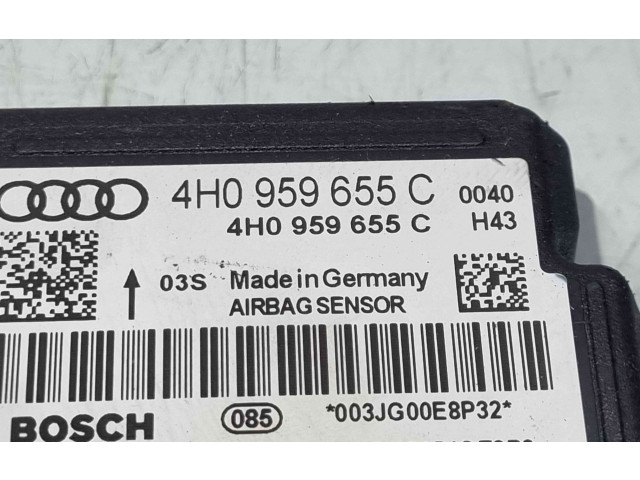 4H0 959 655 C 0040
4H0 959 655 C H43
03S Made in Germany
AIRBAG SENSOR
BOSCH 085 *003JG00E8P32*